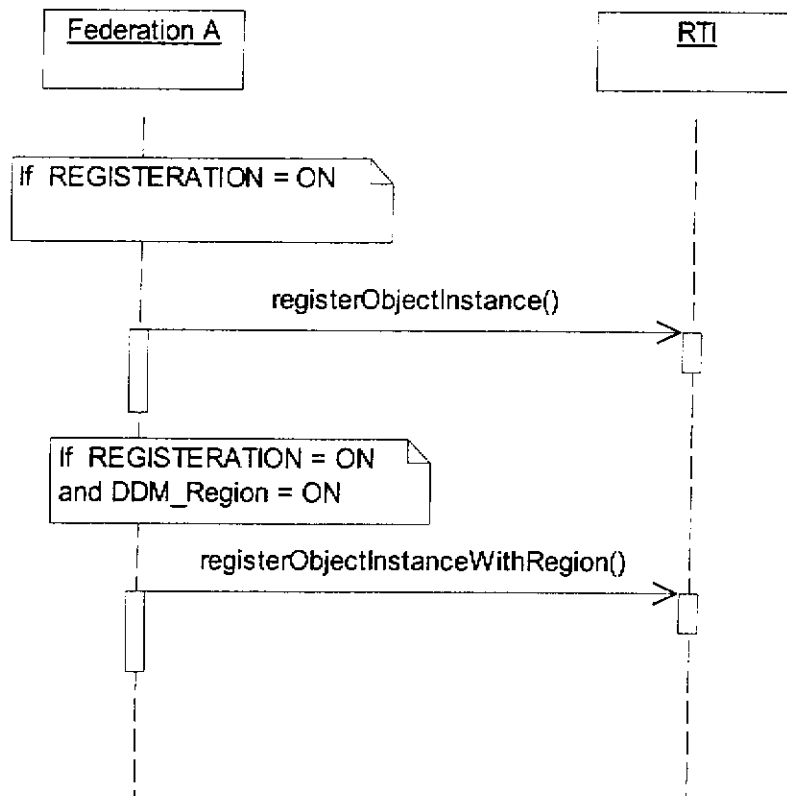 Federation A
RTI
If REGISTERATION = ON
registerObjectInstance()
If REGISTERATION = ON
and DDM_Region = ON
registerObjectInstanceWithRegion()